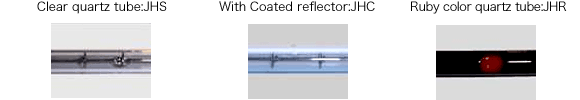 Clear quartz tube:JHS
With Coated reflector:JHC
Ruby color quartz tube:JHR